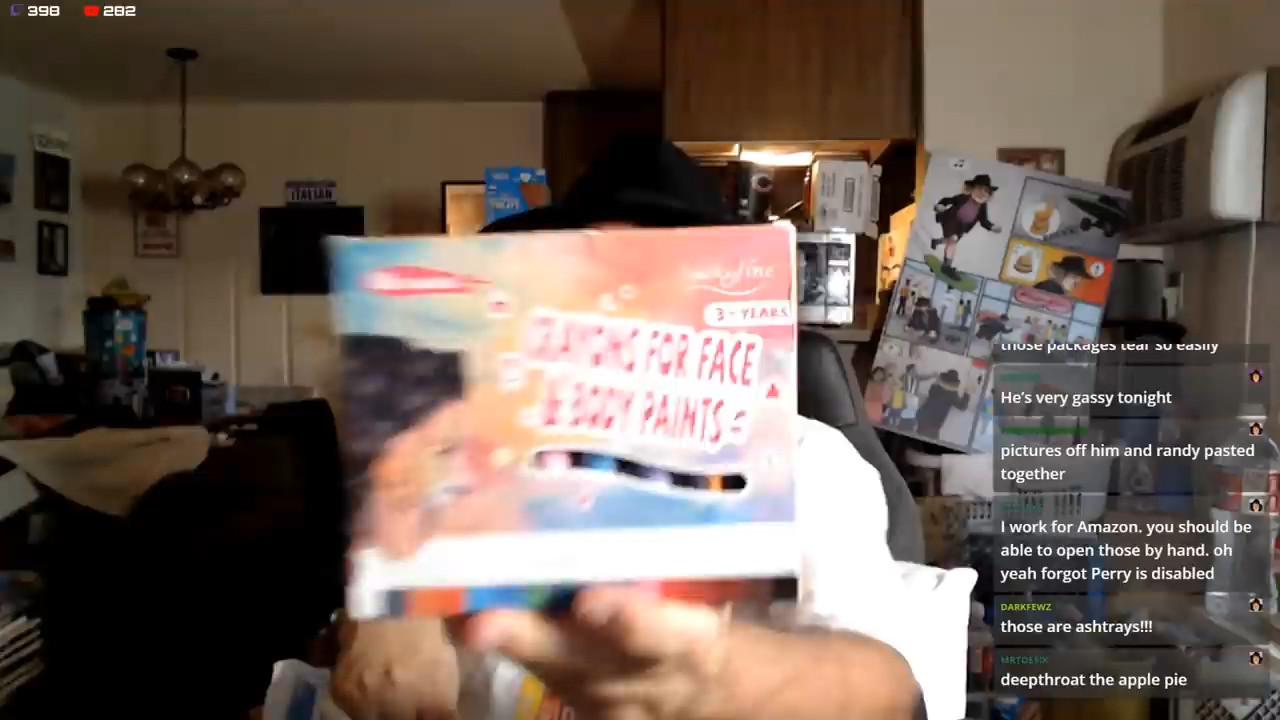 398 282
ITALIAN
3 - YEARS
CRAYONS FOR FACE
& BODY PAINTS
those packages tear so easily
He's very gassy tonight
pictures off him and randy pasted
together
I work for Amazon. you should be
able to open those by hand. oh
yeah forgot Perry is disabled
DARKFEWZ
those are ashtrays!!!
MRTOEFIX
deepthroat the apple pie